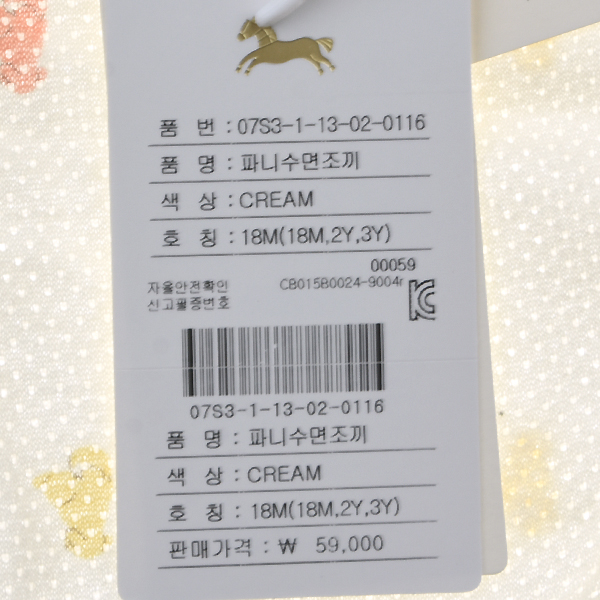 품 번 : 07S3-1-13-02-0116
품 명 : 파니수면조끼
색 상 : CREAM
호 칭 : 18M(18M,2Y,3Y)
00059
자율안전확인 CB015B0024-9004r
신고필증번호
07S3-1-13-02-0116
품 명 : 파니수면조끼
색 상 : CREAM
호 칭 : 18M(18M,2Y,3Y)
판매가격 : ₩ 59,000